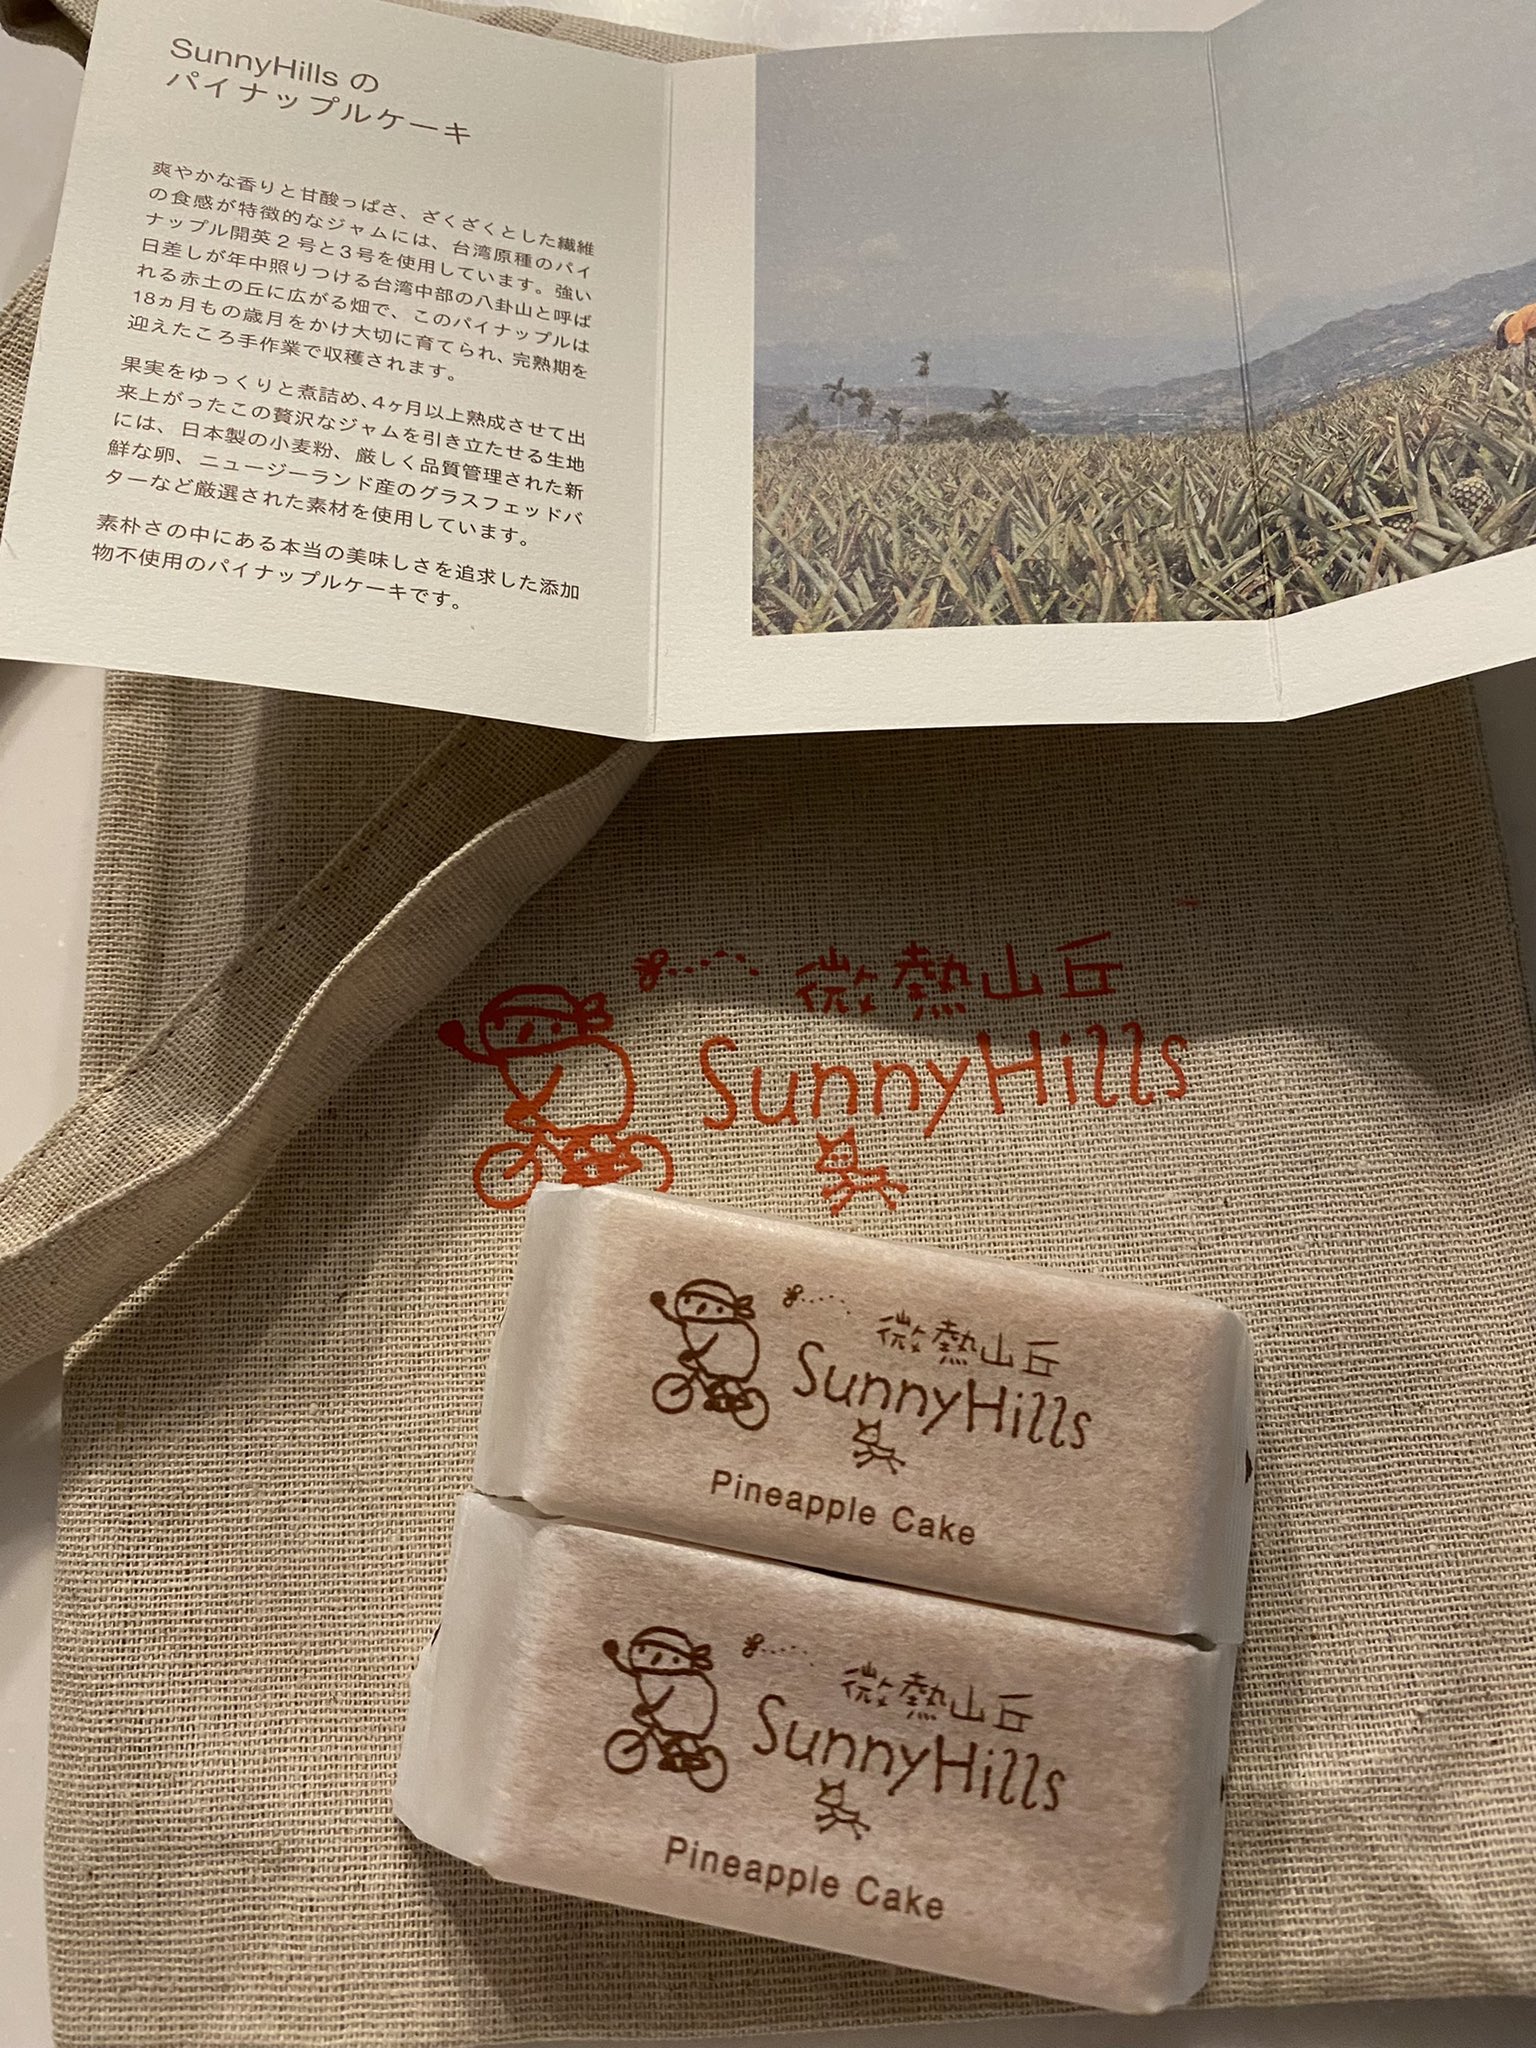 SunnyHills の
パイナップルケーキ
爽やかな香りと甘酸っぱさ、ざくざくとした繊維
の食感が特徴的なジャムには、台湾原種のパイ
ナップル開英2号と3号を使用しています。強い
日差しが年中照りつける台湾中部の八卦山と呼ば
れる赤土の丘に広がる畑で、このパイナップルは
18ヵ月もの歳月をかけ大切に育てられ、完熟期を
迎えたころ手作業で収穫されます。
果実をゆっくりと煮詰め、4ヶ月以上熟成させて出
来上がったこの贅沢なジャムを引き立たせる生地
には、日本製の小麦粉、厳しく品質管理された新
鮮な卵、ニュージーランド産のグラスフェッドバ
ターなど厳選された素材を使用しています。
素朴さの中にある本当の美味しさを追求した添加
物不使用のパイナップルケーキです。
微熱山丘
SunnyHills
微熱山丘
SunnyHills
Pineapple Cake
微熱山丘
SunnyHills
Pineapple Cake